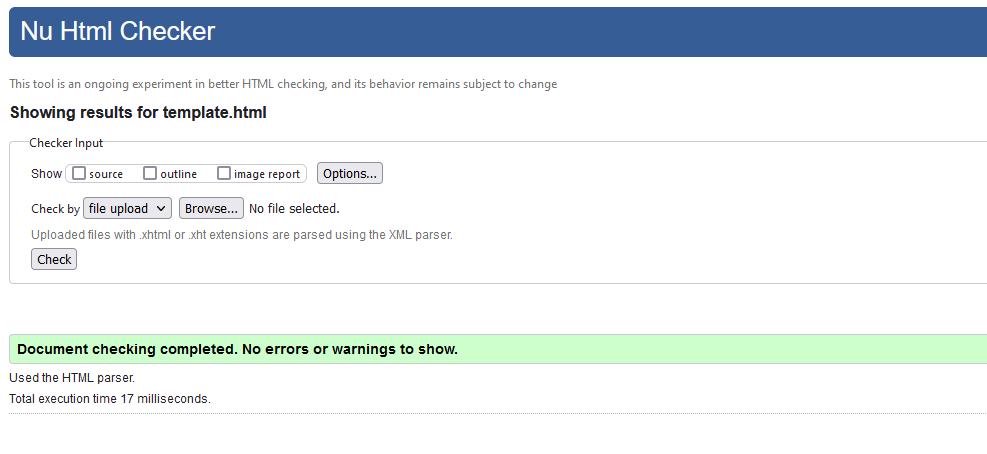 Nu Html Checker
This tool is an ongoing experiment in better HTML checking, and its behavior remains subject to change
Showing results for template.html
Checker Input
Show source outline image report Options...
Check by file upload Browse... No file selected.
Uploaded files with .xhtml or .xht extensions are parsed using the XML parser.
Check
Document checking completed. No errors or warnings to show.
Used the HTML parser.
Total execution time 17 milliseconds.